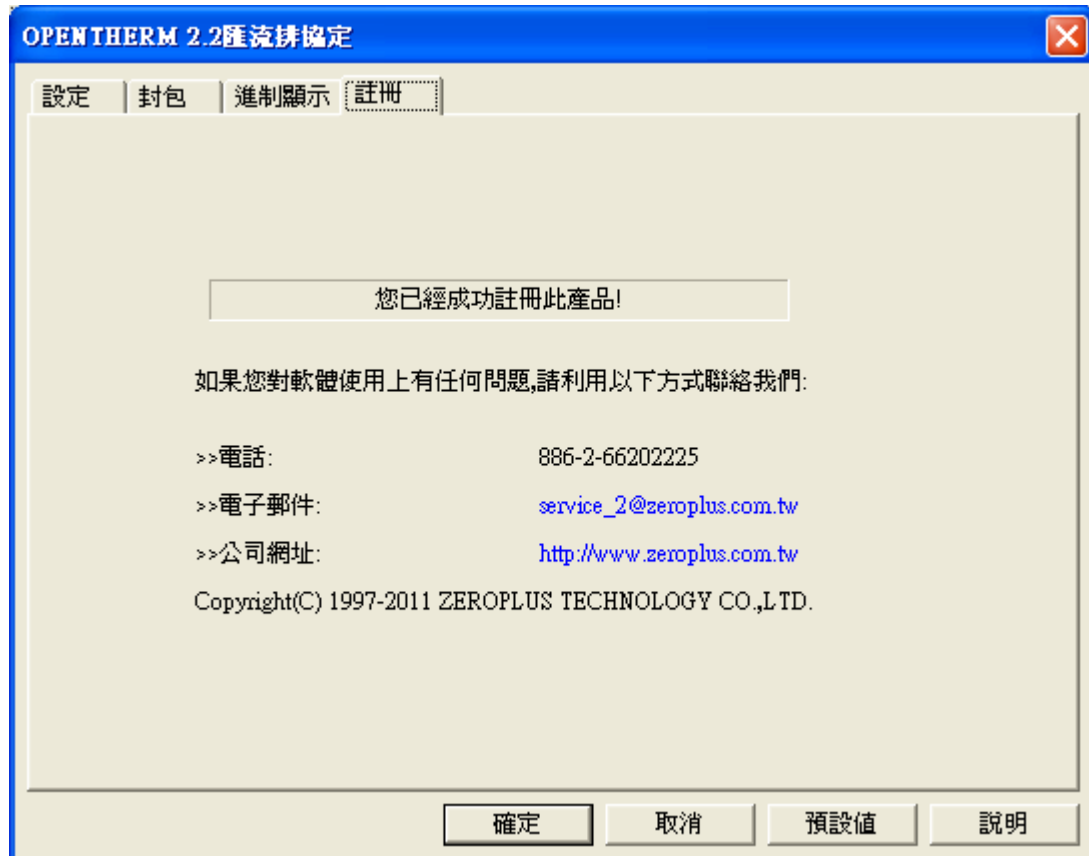 OPENTHERM 2.2匯流排協定
設定 封包 進制顯示 註冊
您已經成功註冊此產品!
如果您對軟體使用上有任何問題,請利用以下方式聯絡我們:
>>電話: 886-2-66202225
>>電子郵件: service_2@zeroplus.com.tw
>>公司網址: http://www.zeroplus.com.tw
Copyright(C) 1997-2011 ZEROPLUS TECHNOLOGY CO.,LTD.
確定 取消 預設值 說明